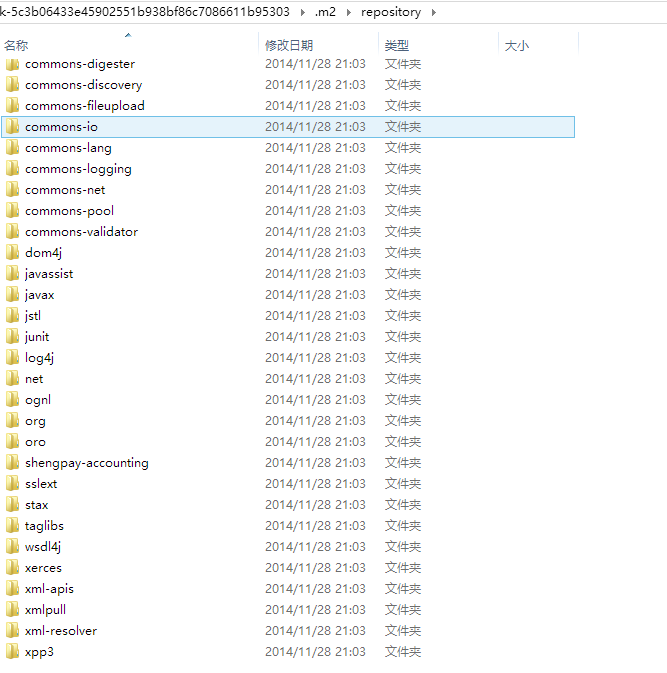 k-5c3b06433e45902551b938bf86c7086611b95303 .m2 repository
名称 修改日期 类型 大小
commons-digester 2014/11/28 21:03 文件夹
commons-discovery 2014/11/28 21:03 文件夹
commons-fileupload 2014/11/28 21:03 文件夹
commons-io 2014/11/28 21:03 文件夹
commons-lang 2014/11/28 21:03 文件夹
commons-logging 2014/11/28 21:03 文件夹
commons-net 2014/11/28 21:03 文件夹
commons-pool 2014/11/28 21:03 文件夹
commons-validator 2014/11/28 21:03 文件夹
dom4j 2014/11/28 21:03 文件夹
javassist 2014/11/28 21:03 文件夹
javax 2014/11/28 21:03 文件夹
jstl 2014/11/28 21:03 文件夹
junit 2014/11/28 21:03 文件夹
log4j 2014/11/28 21:03 文件夹
net 2014/11/28 21:03 文件夹
ognl 2014/11/28 21:03 文件夹
org 2014/11/28 21:03 文件夹
oro 2014/11/28 21:03 文件夹
shengpay-accounting 2014/11/28 21:03 文件夹
sslext 2014/11/28 21:03 文件夹
stax 2014/11/28 21:03 文件夹
taglibs 2014/11/28 21:03 文件夹
wsdl4j 2014/11/28 21:03 文件夹
xerces 2014/11/28 21:03 文件夹
xml-apis 2014/11/28 21:03 文件夹
xmlpull 2014/11/28 21:03 文件夹
xml-resolver 2014/11/28 21:03 文件夹
xpp3 2014/11/28 21:03 文件夹